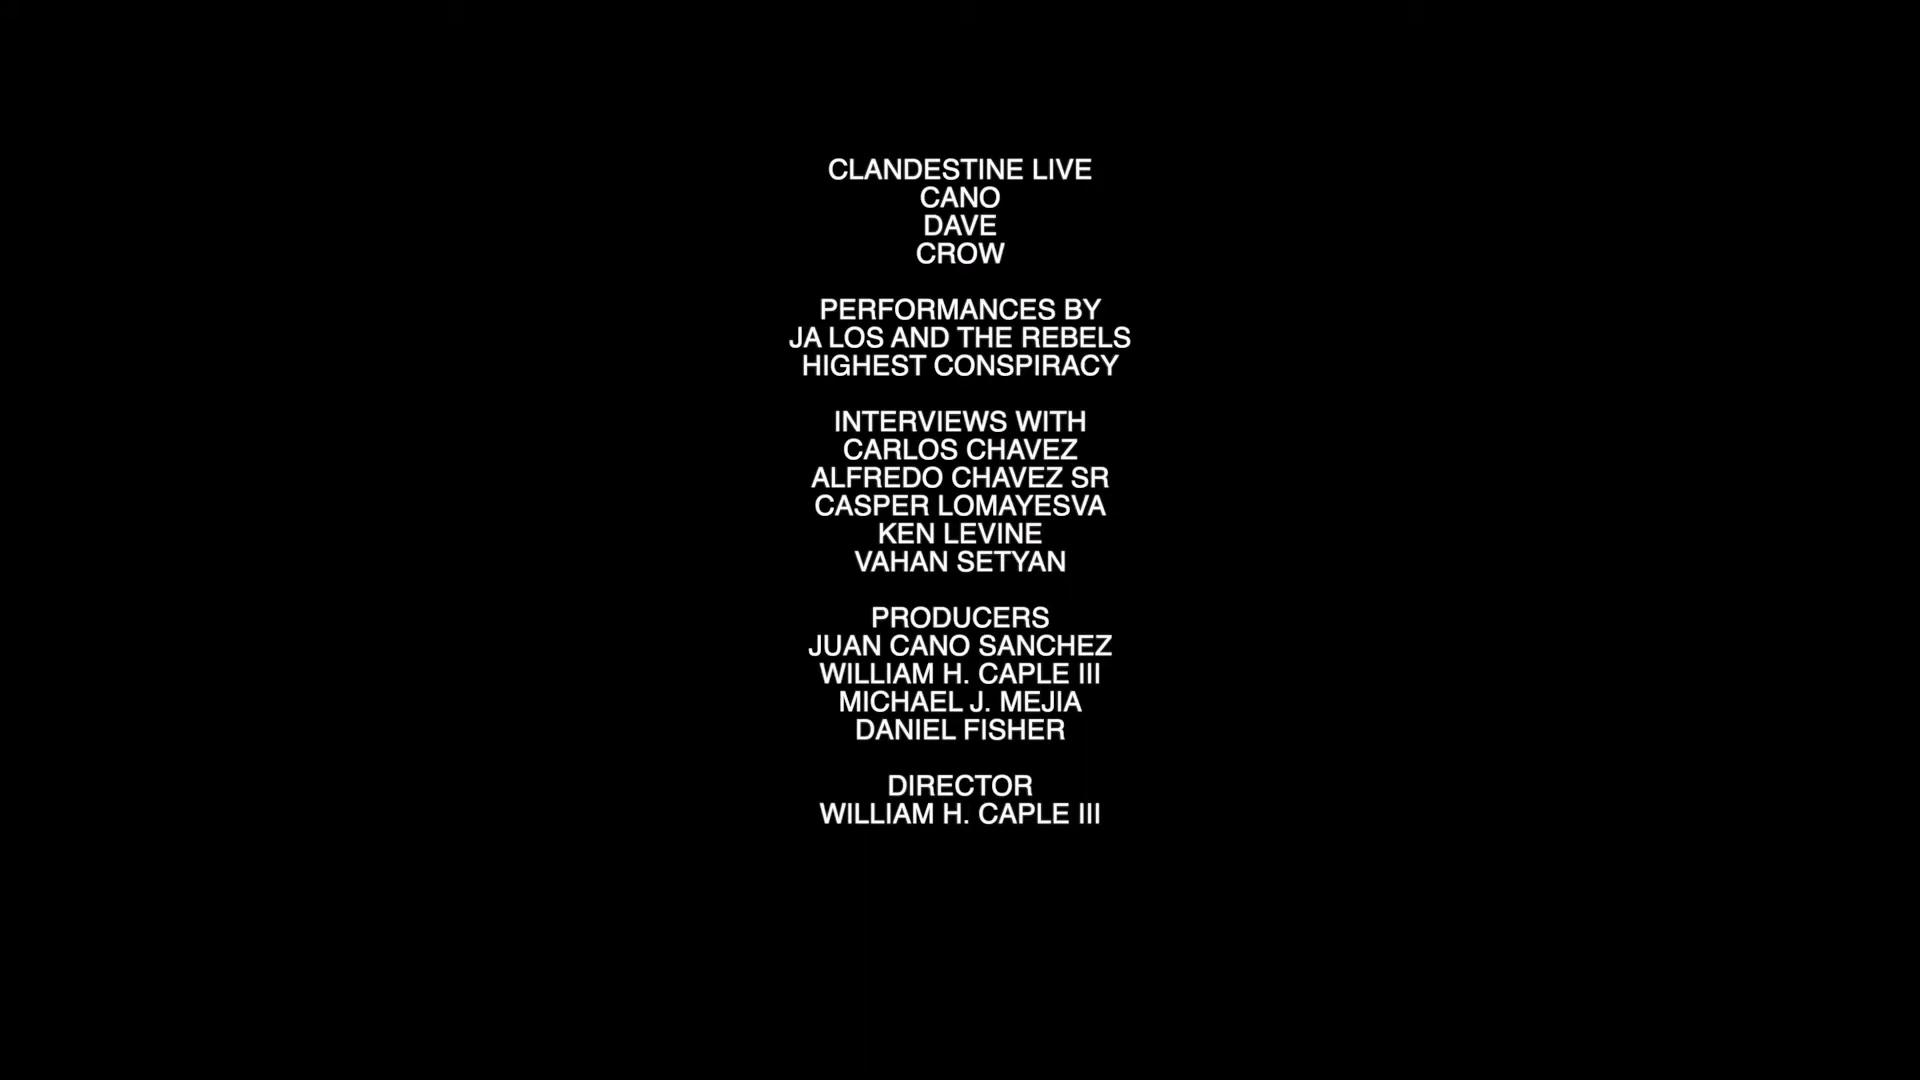 CLANDESTINE LIVE
CANO
DAVE
CROW
PERFORMANCES BY
JA LOS AND THE REBELS
HIGHEST CONSPIRACY
INTERVIEWS WITH
CARLOS CHAVEZ
ALFREDO CHAVEZ SR
CASPER LOMAYESVA
KEN LEVINE
VAHAN SETYAN
PRODUCERS
JUAN CANO SANCHEZ
WILLIAM H. CAPLE III
MICHAEL J. MEJIA
DANIEL FISHER
DIRECTOR
WILLIAM H. CAPLE III